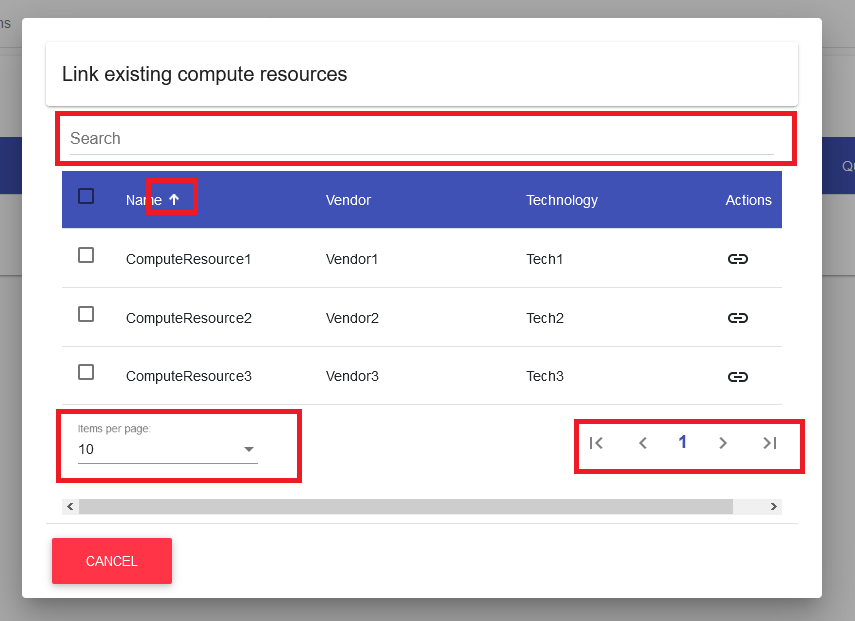 ns
Link existing compute resources
Search
Qu
Name Vendor Technology Actions
ComputeResource1 Vendor1 Tech1
ComputeResource2 Vendor2 Tech2
ComputeResource3 Vendor3 Tech3
Items per page:
10
1
CANCEL